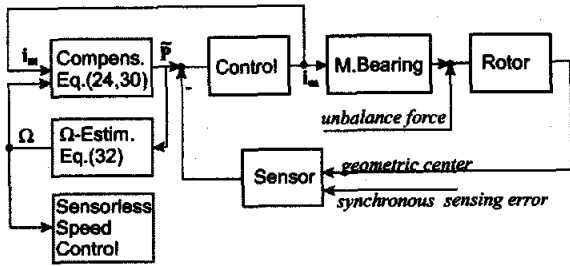 i_m
Compens.
Eq.(24,30)
P̃
Control
i_m
M.Bearing
Rotor
unbalance force
Ω
Ω-Estim.
Eq.(32)
Sensor
geometric center
synchronous sensing error
Sensorless
Speed
Control
-